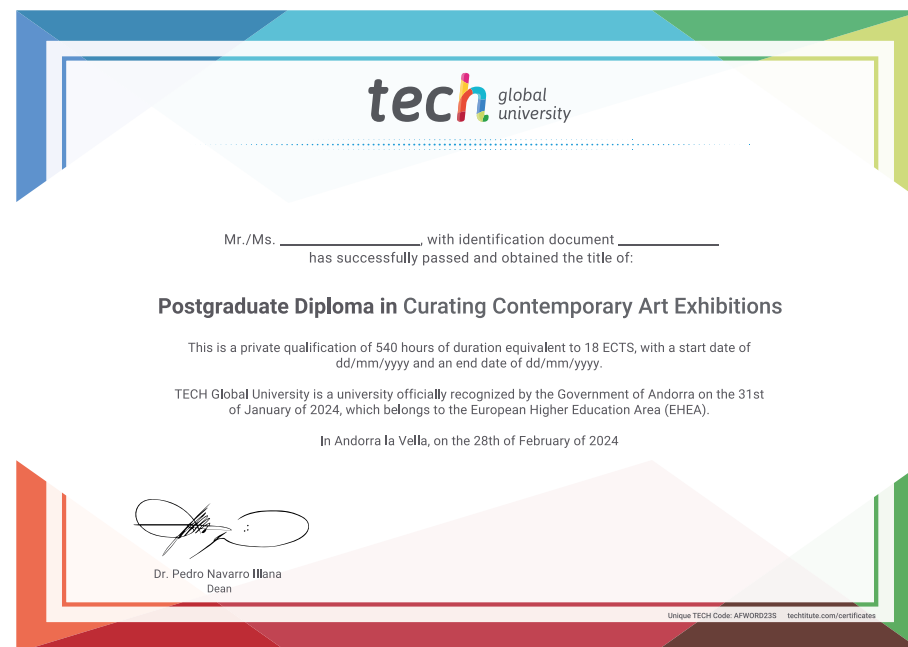 tech global
university
Mr./Ms. ____________, with identification document ____________
has successfully passed and obtained the title of:
Postgraduate Diploma in Curating Contemporary Art Exhibitions
This is a private qualification of 540 hours of duration equivalent to 18 ECTS, with a start date of
dd/mm/yyyy and an end date of dd/mm/yyyy.
TECH Global University is a university officially recognized by the Government of Andorra on the 31st
of January of 2024, which belongs to the European Higher Education Area (EHEA).
In Andorra la Vella, on the 28th of February of 2024
Dr. Pedro Navarro Illana
Dean
Unique TECH Code: AFWORD23S techtitute.com/certificates